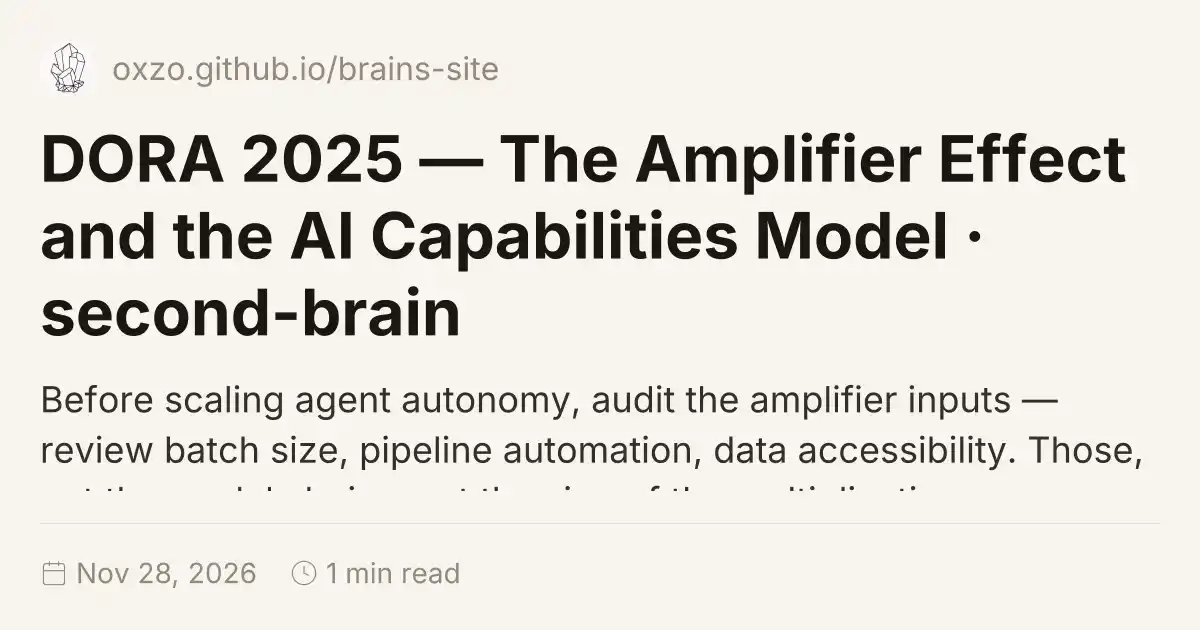 oxzo.github.io/brains-site
DORA 2025 — The Amplifier Effect
and the AI Capabilities Model ·
second-brain
Before scaling agent autonomy, audit the amplifier inputs —
review batch size, pipeline automation, data accessibility. Those,
Nov 28, 2026 1 min read